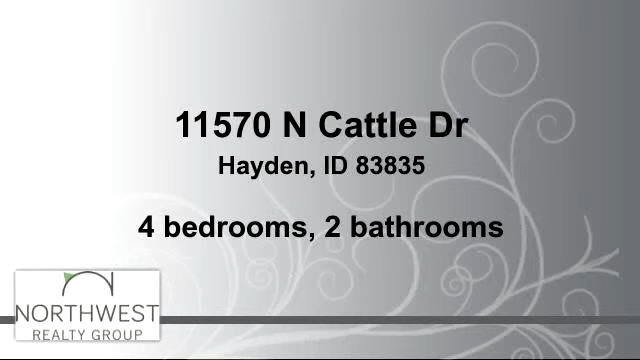 11570 N Cattle Dr
Hayden, ID 83835
4 bedrooms, 2 bathrooms
NORTHWEST
REALTY GROUP